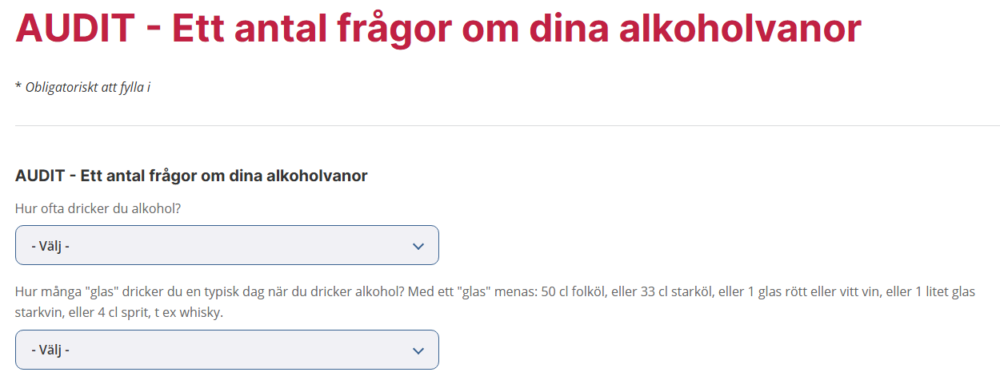 AUDIT - Ett antal frågor om dina alkoholvanor
* Obligatoriskt att fylla i
AUDIT - Ett antal frågor om dina alkoholvanor
Hur ofta dricker du alkohol?
- Välj -
Hur många "glas" dricker du en typisk dag när du dricker alkohol? Med ett "glas" menas: 50 cl folköl, eller 33 cl starköl, eller 1 glas rött eller vitt vin, eller 1 litet glas
starkvin, eller 4 cl sprit, t ex whisky.
- Välj -